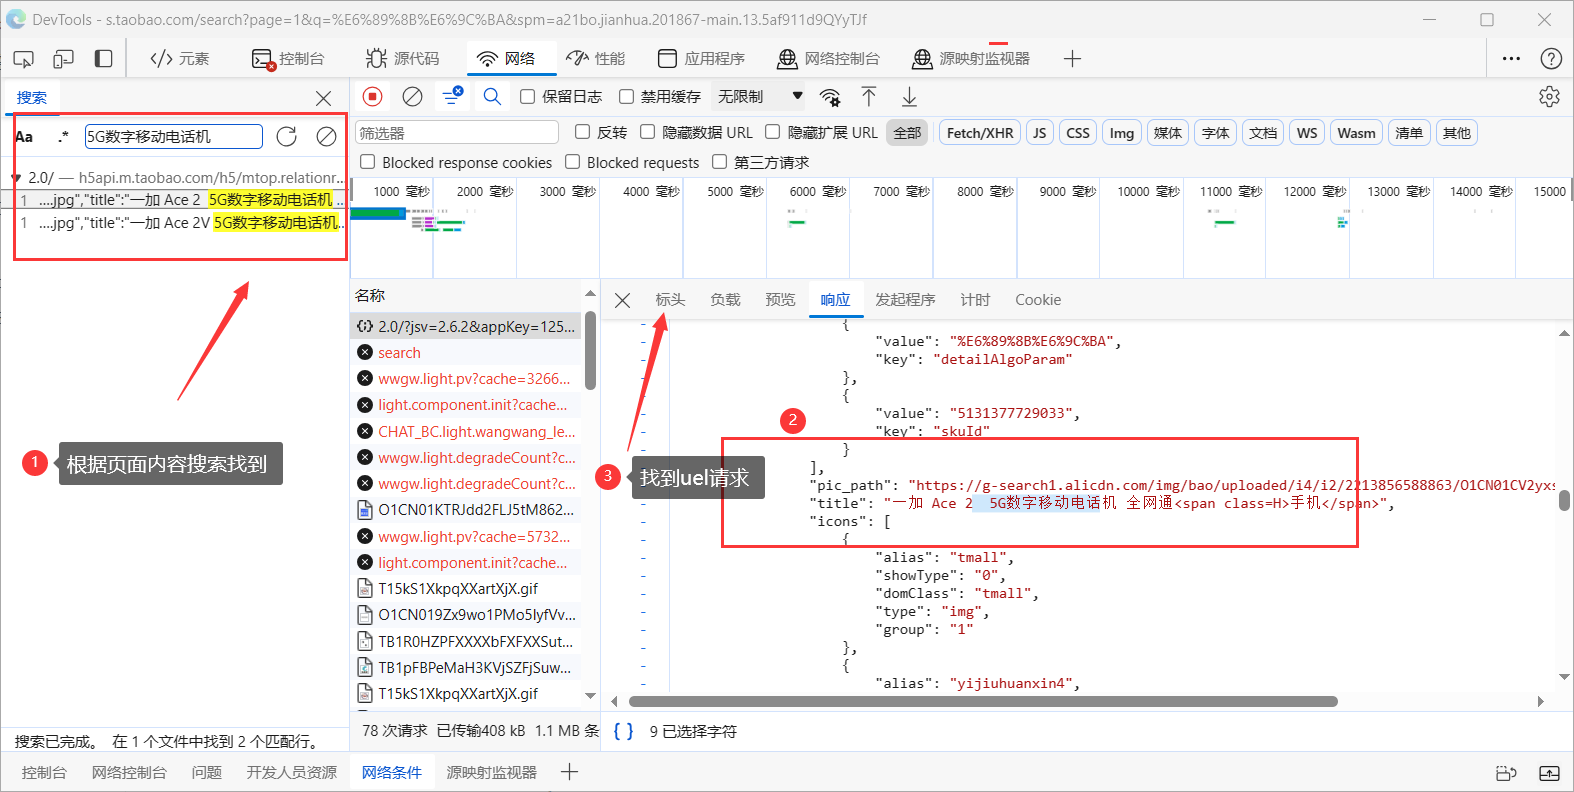 DevTools - s.taobao.com/search?page=1&q=%E6%89%8B%E6%9C%BA&spm=a21bo.jianhua.201867-main.13.5af911d9QYyTJf
元素 控制台 源代码 网络 性能 应用程序 网络控制台 源映射监视器
搜索
保留日志 禁用缓存 无限制
Aa .* 5G数字移动电话机
筛选器 反转 隐藏数据 URL 隐藏扩展 URL 全部 Fetch/XHR JS CSS Img 媒体 字体 文档 WS Wasm 清单 其他
Blocked response cookies Blocked requests 第三方请求
2.0/ — h5api.m.taobao.com/h5/mtop.relationr...
1 ....jpg","title":"一加 Ace 2 5G数字移动电话机 ...
1 ....jpg","title":"一加 Ace 2V 5G数字移动电话机...
1000 毫秒 2000 毫秒 3000 毫秒 4000 毫秒 5000 毫秒 6000 毫秒 7000 毫秒 8000 毫秒 9000 毫秒 10000 毫秒 11000 毫秒 12000 毫秒 13000 毫秒 14000 毫秒 15000
名称
标头 负载 预览 响应 发起程序 计时 Cookie
2.0/?jsv=2.6.2&appKey=125...
search
wwgw.light.pv?cache=3266...
light.component.init?cache...
CHAT_BC.light.wangwang_le...
wwgw.light.degradeCount?c...
wwgw.light.degradeCount?c...
O1CN01KTRJdd2FLJ5tM862...
wwgw.light.pv?cache=5732...
light.component.init?cache...
T15kS1XkpqXXartXjX.gif
O1CN019Zx9wo1PMo5IyfVv...
TB1R0HZPFXXXXbFXFXXSut...
TB1pFBPeMaH3KVjSZFjSuw...
T15kS1XkpqXXartXjX.gif
{
"value": "%E6%89%8B%E6%9C%BA",
"key": "detailAlgoParam"
},
{
"value": "5131377729033",
"key": "skuId"
}
],
"pic_path": "https://g-search1.alicdn.com/img/bao/uploaded/i4/i2/2213856588863/O1CN01CV2yxs
"title": "一加 Ace 2  5G数字移动电话机 全网通<span class=H>手机</span>",
"icons": [
{
"alias": "tmall",
"showType": "0",
"domClass": "tmall",
"type": "img",
"group": "1"
},
{
"alias": "yijiuhuanxin4",
1 根据页面内容搜索找到
2
3 找到uel请求
78 次请求 已传输408 kB 1.1 MB 条
{ } 9 已选择字符
搜索已完成。 在 1 个文件中找到 2 个匹配行。
控制台 网络控制台 问题 开发人员资源 网络条件 源映射监视器